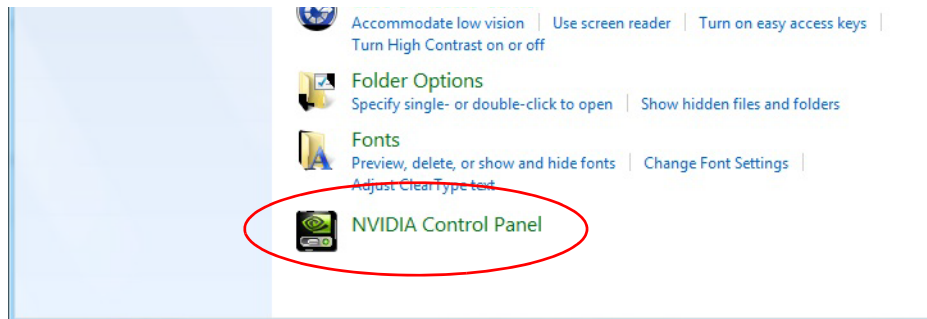 Accommodate low vision | Use screen reader | Turn on easy access keys |
Turn High Contrast on or off
Folder Options
Specify single- or double-click to open | Show hidden files and folders
Fonts
Preview, delete, or show and hide fonts | Change Font Settings |
Adjust ClearType text
NVIDIA Control Panel